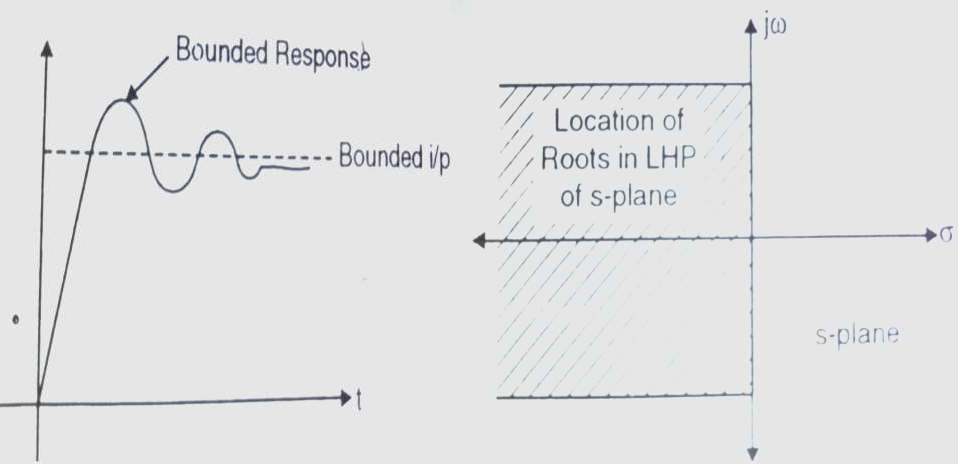 Bounded Response
Bounded i/p
t
jω
Location of
Roots in LHP
of s-plane
σ
s-plane